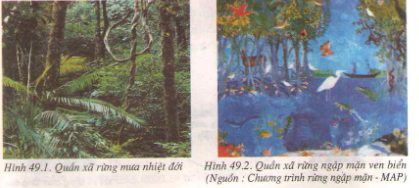 Hình 49.1. Quần xã rừng mưa nhiệt đới
Hình 49.2. Quần xã rừng ngập mặn ven biển
(Nguồn : Chương trình rừng ngập mặn - MAP)